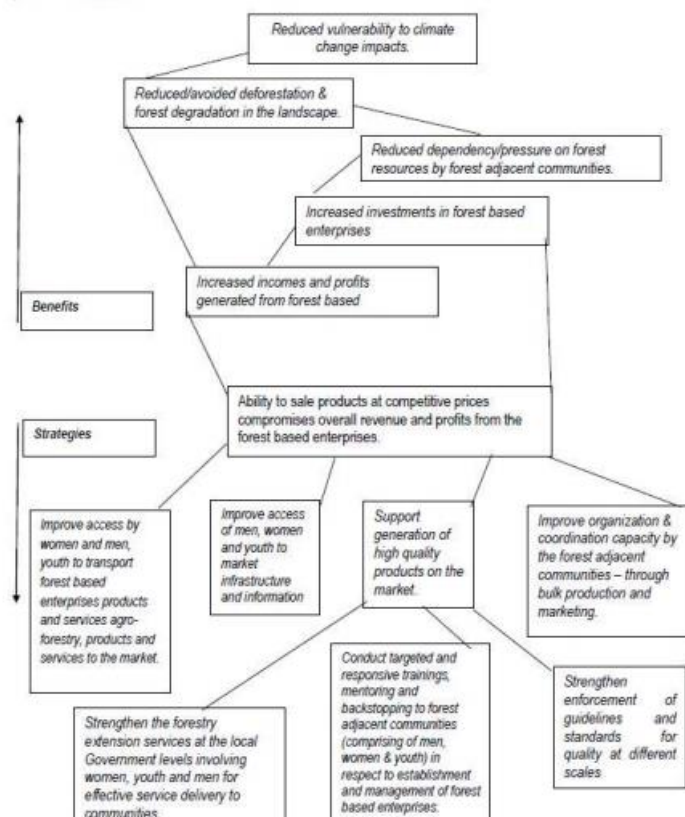 Reduced vulnerability to climate
change impacts.
Reduced/avoided deforestation &
forest degradation in the landscape.
Reduced dependency/pressure on forest
resources by forest adjacent communities.
Increased investments in forest based
enterprises
Increased incomes and profits
generated from forest based
Benefits
Ability to sale products at competitive prices
compromises overall revenue and profits from the
forest based enterprises.
Strategies
Improve access by
women and men,
youth to transport
forest based
enterprises products
and services agro-
forestry, products and
services to the market.
Improve access
of men, women
and youth to
market
infrastructure
and information
Support
generation of
high quality
products on the
market.
Improve organization &
coordination capacity by
the forest adjacent
communities – through
bulk production and
marketing.
Strengthen the forestry
extension services at the local
Government levels involving
women, youth and men for
effective service delivery to
communities
Conduct targeted and
responsive trainings,
mentoring and
backstopping to forest
adjacent communities
(comprising of men,
women & youth) in
respect to establishment
and management of forest
based enterprises.
Strengthen
enforcement of
guidelines and
standards for
quality at different
scales